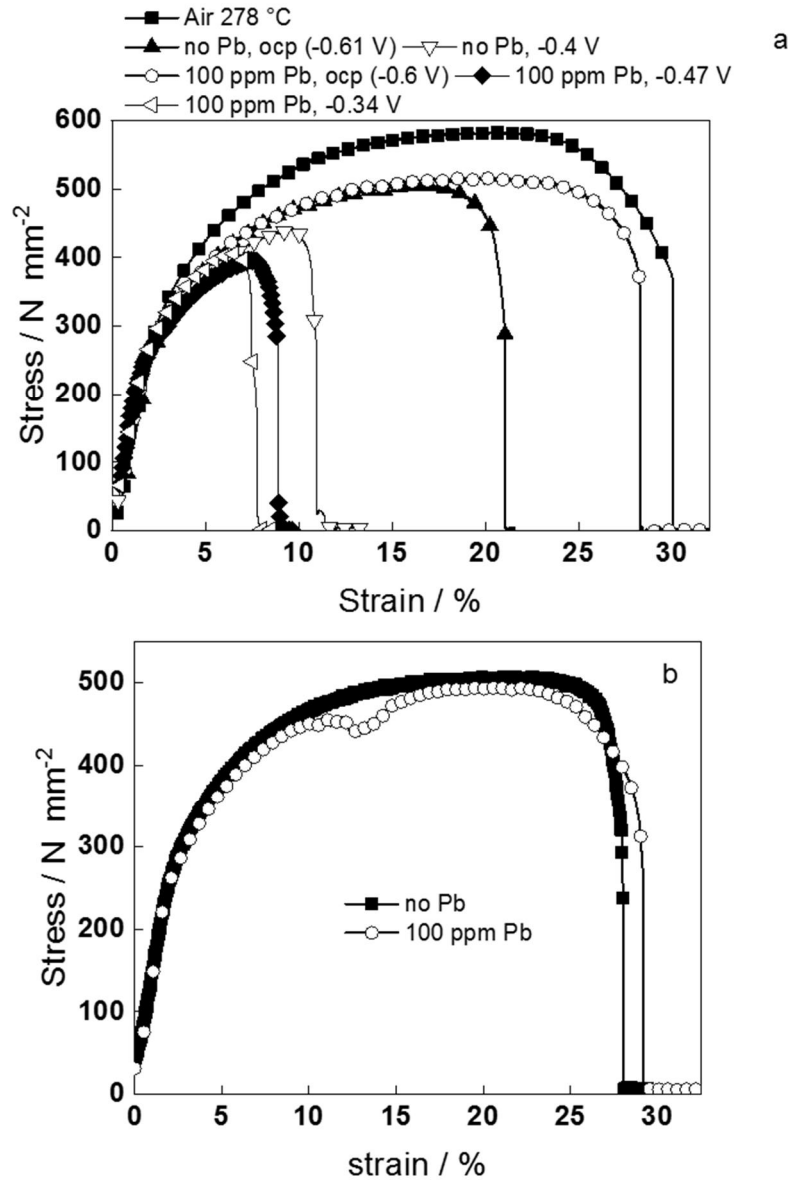 Air 278 °C
a
no Pb, ocp (-0.61 V) no Pb, -0.4 V
100 ppm Pb, ocp (-0.6 V) 100 ppm Pb, -0.47 V
100 ppm Pb, -0.34 V
600
500
400
300
200
100
0
Stress / N mm-2
0 5 10 15 20 25 30
Strain / %
b
500
400
300
200
100
0
Stress / N mm-2
no Pb
100 ppm Pb
0 5 10 15 20 25 30
strain / %